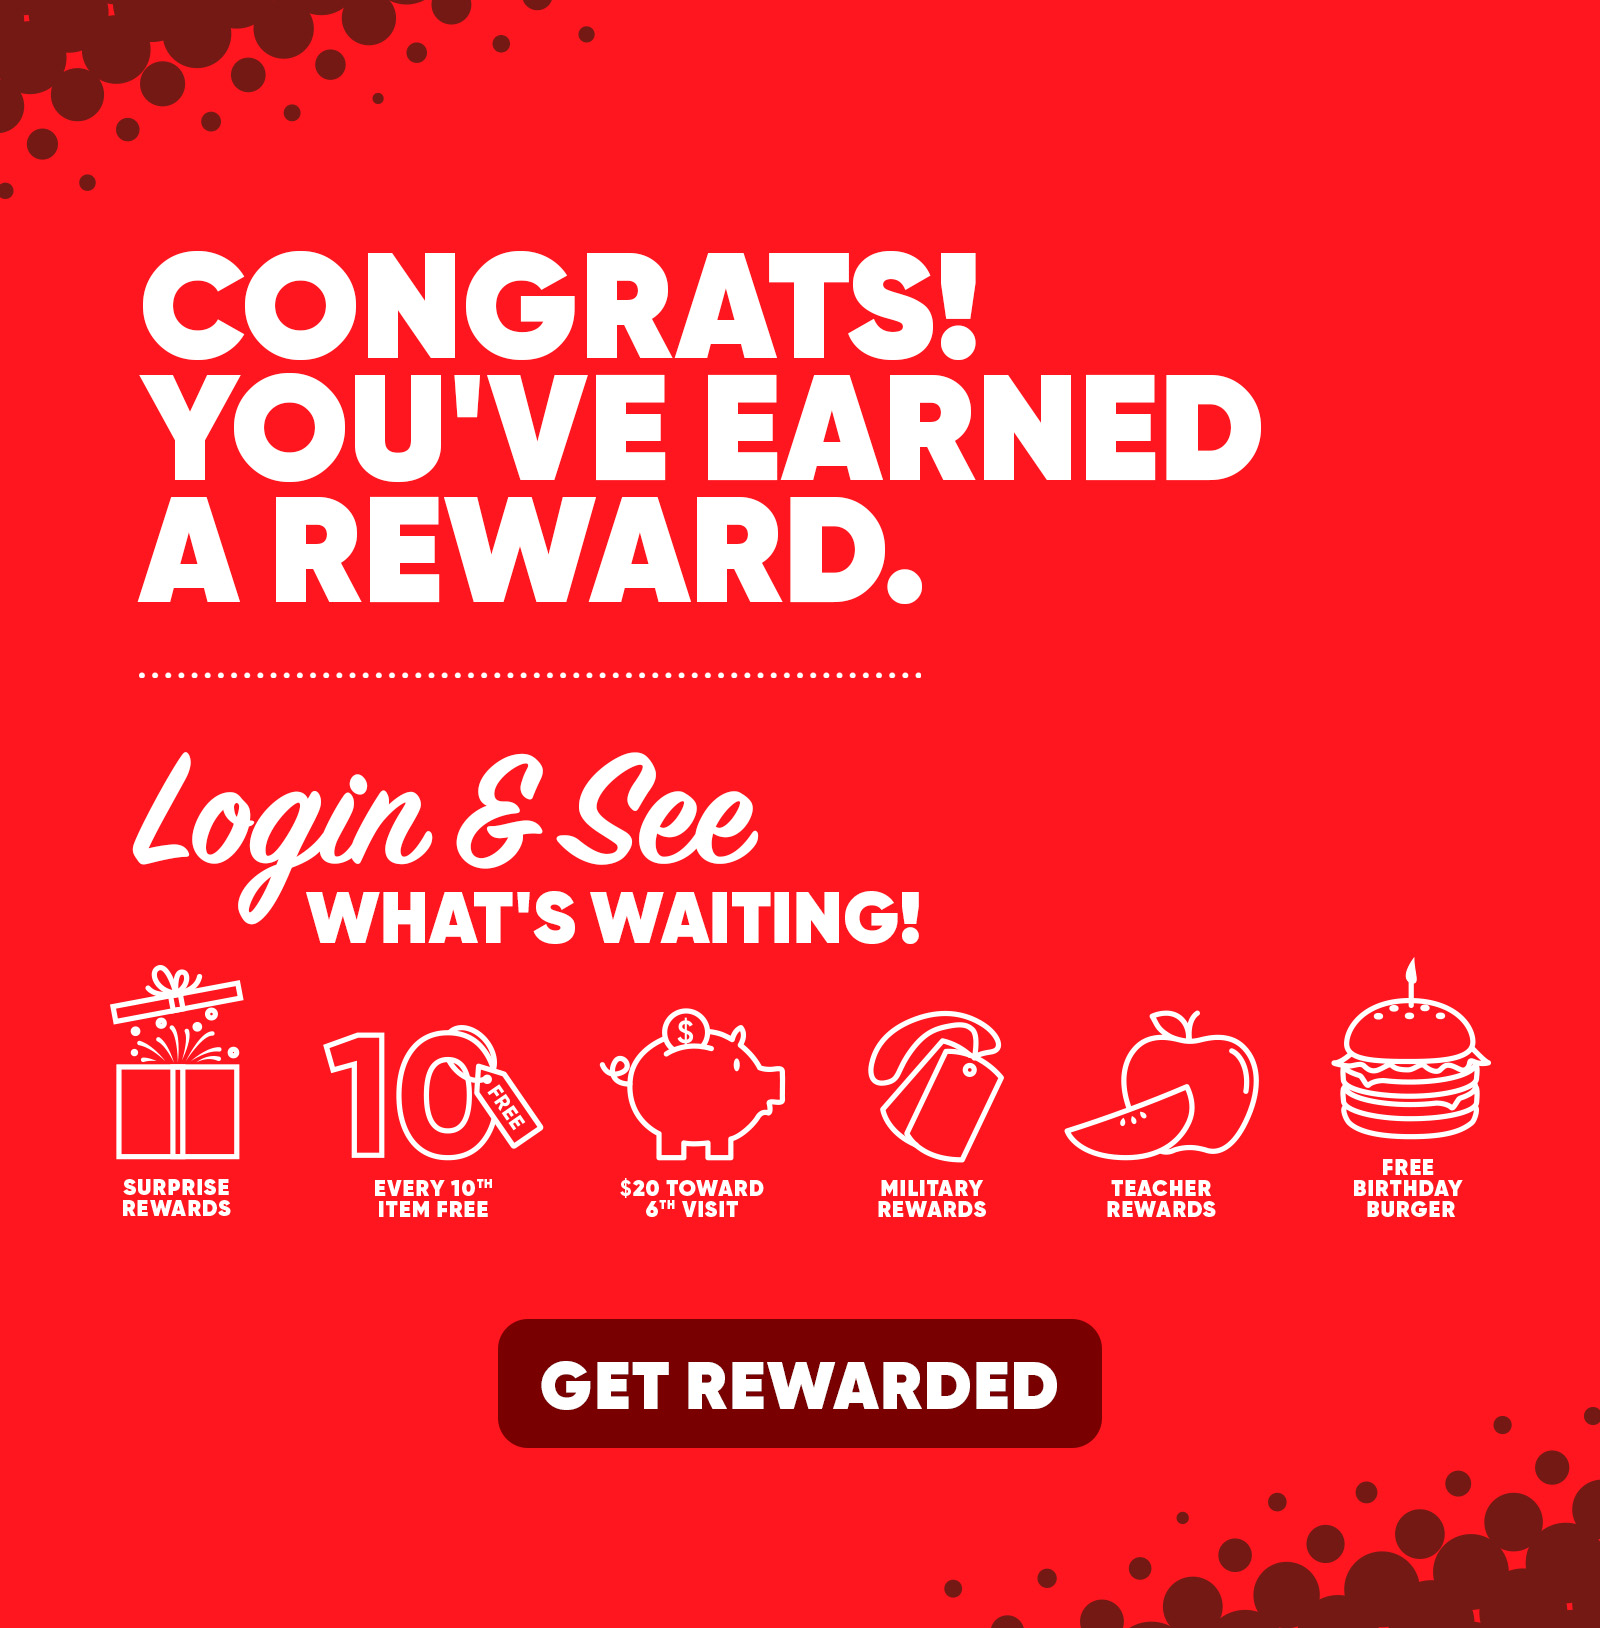 CONGRATS!
YOU'VE EARNED
A REWARD.
Login & See
WHAT'S WAITING!
$
FREE
10
SURPRISE
REWARDS
EVERY 10TH
ITEM FREE
$20 TOWARD
6TH VISIT
MILITARY
REWARDS
TEACHER
REWARDS
FREE
BIRTHDAY
BURGER
GET REWARDED